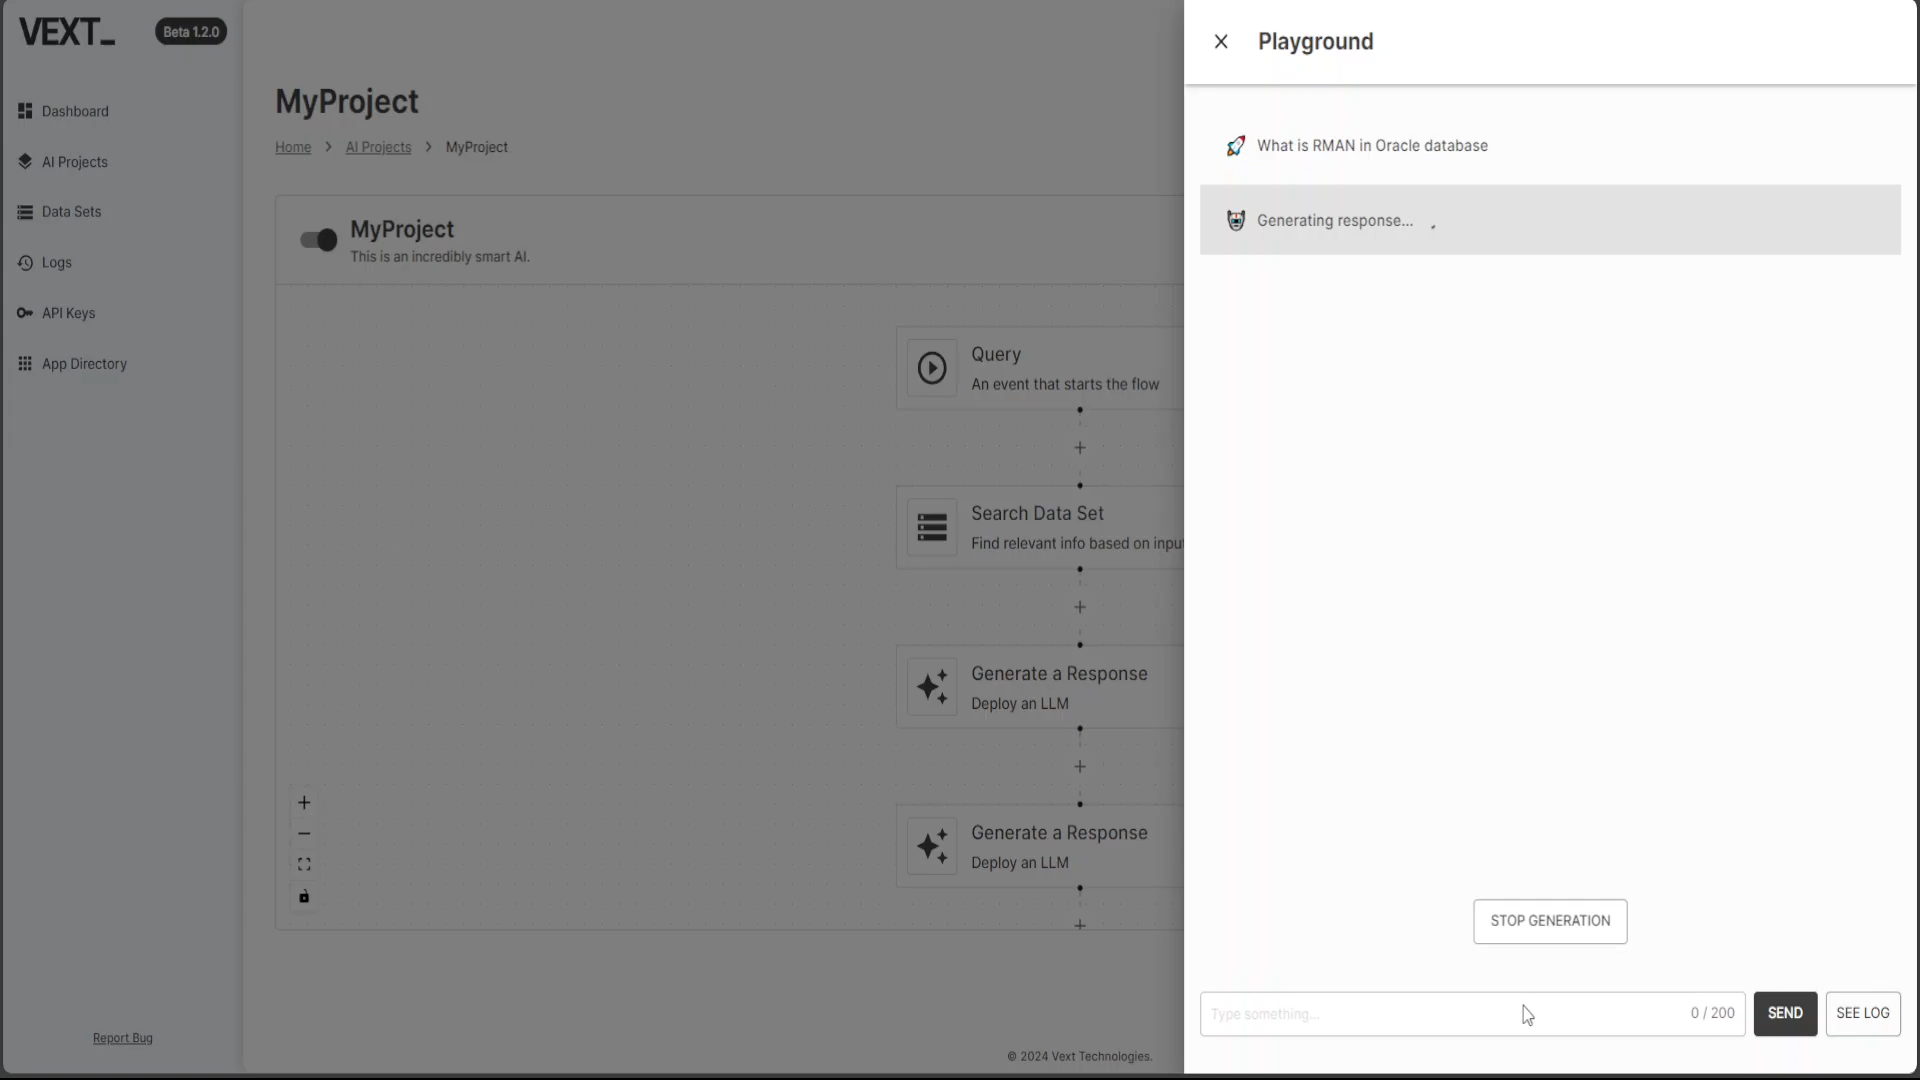 VEXT_
Beta 1.2.0
Dashboard
AI Projects
Data Sets
Logs
API Keys
App Directory
Report Bug
MyProject
Home > AI Projects > MyProject
MyProject
This is an incredibly smart AI.
Query
An event that starts the flow
Search Data Set
Find relevant info based on input
Generate a Response
Deploy an LLM
Generate a Response
Deploy an LLM
© 2024 Vext Technologies.
Playground
What is RMAN in Oracle database
Generating response...
STOP GENERATION
Type something...
0 / 200
SEND
SEE LOG